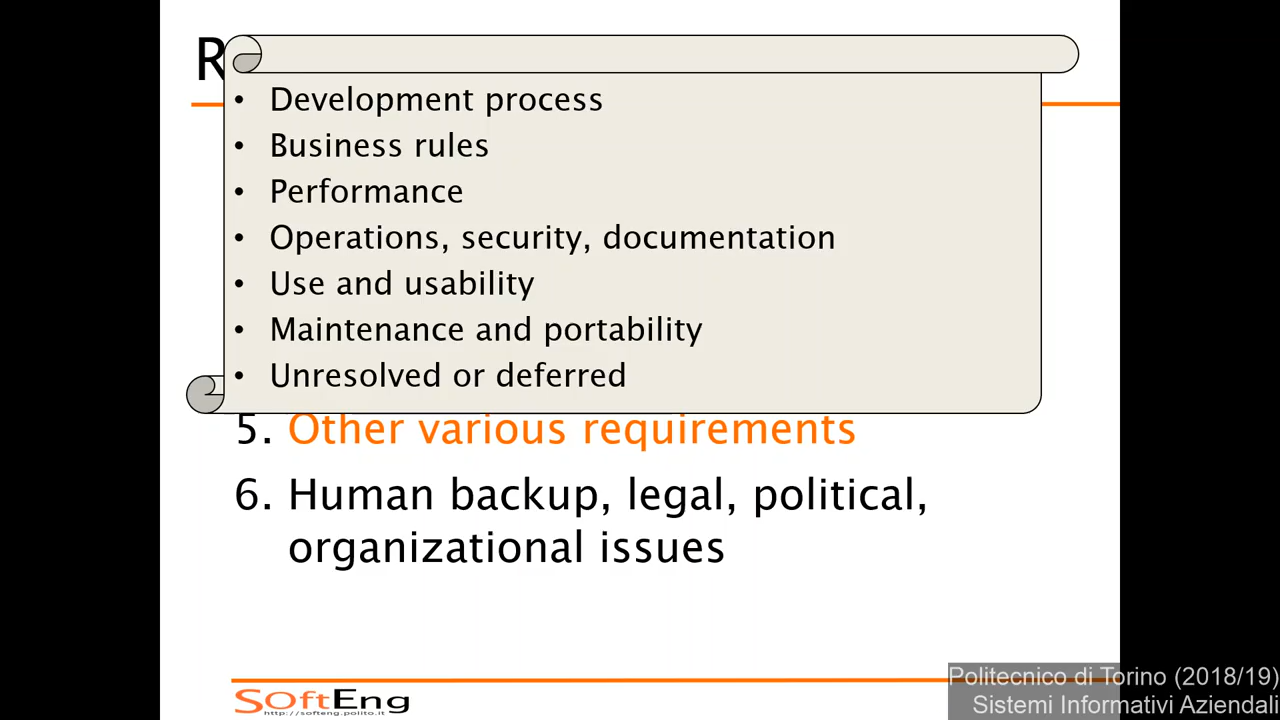 R
• Development process
• Business rules
• Performance
• Operations, security, documentation
• Use and usability
• Maintenance and portability
• Unresolved or deferred
5. Other various requirements
6. Human backup, legal, political,
organizational issues
SoftEng
http://softeng.polito.it
Politecnico di Torino (2018/19)
Sistemi Informativi Aziendali